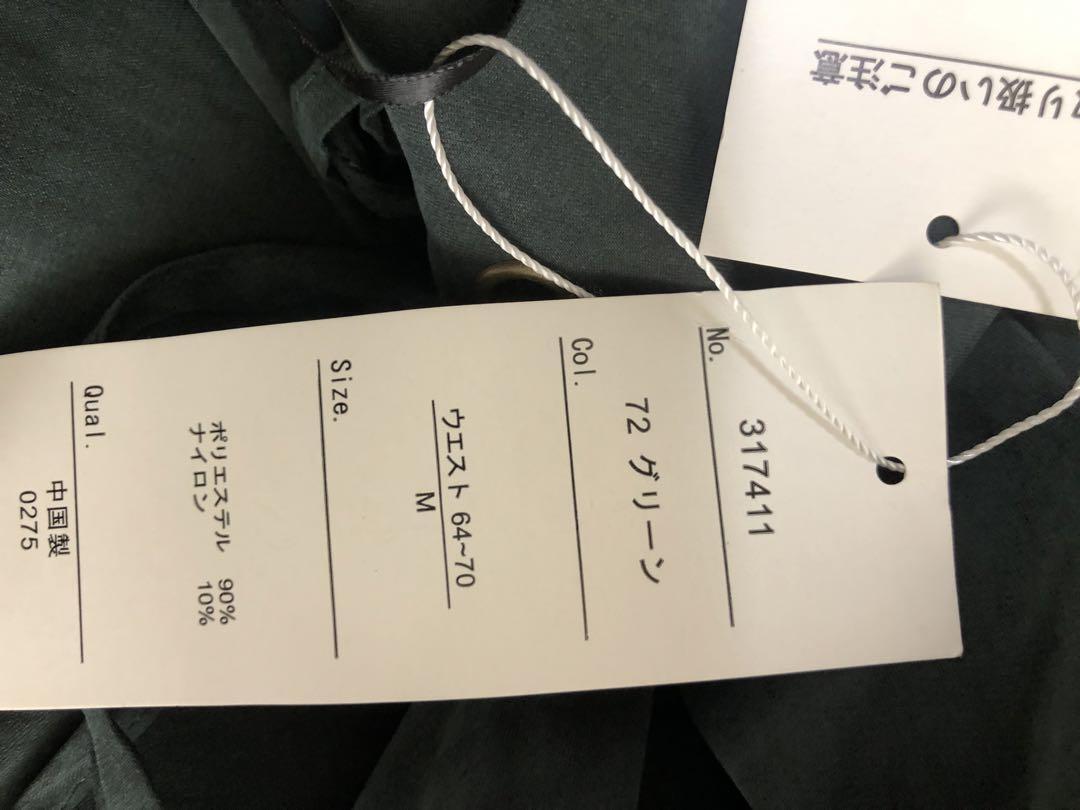 No.
317411
Col.
72 グリーン
ウエスト 64~70
M
Size.
ポリエステル 90%
ナイロン 10%
Qual.
中国製
0275
り扱いのご注意